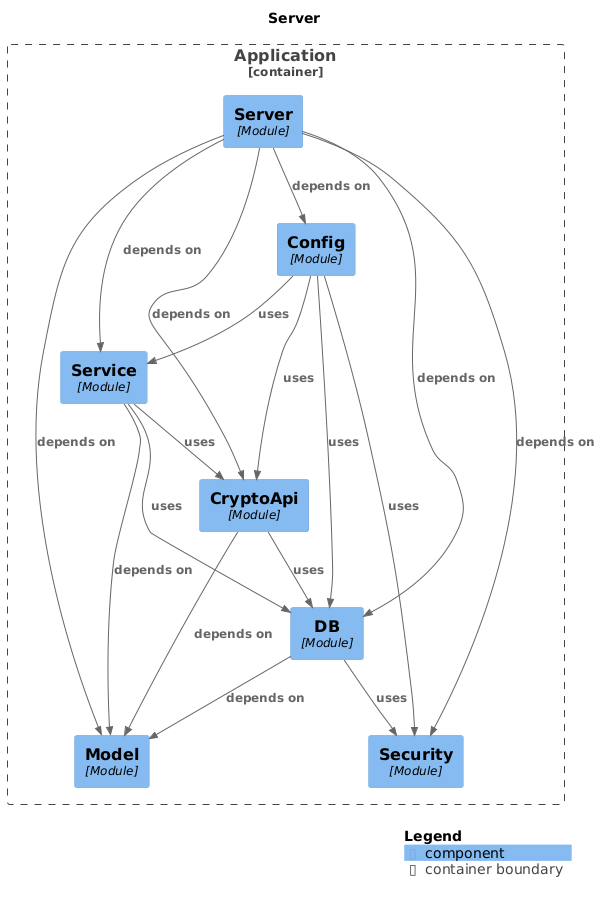 Server
Application
[container]
Server
[Module]
depends on
Config
[Module]
depends on
depends on
uses
Service
[Module]
uses
depends on
depends on
uses
uses
depends on
CryptoApi
[Module]
uses
uses
depends on
uses
DB
[Module]
depends on
depends on
uses
Model
[Module]
Security
[Module]
Legend
component
container boundary